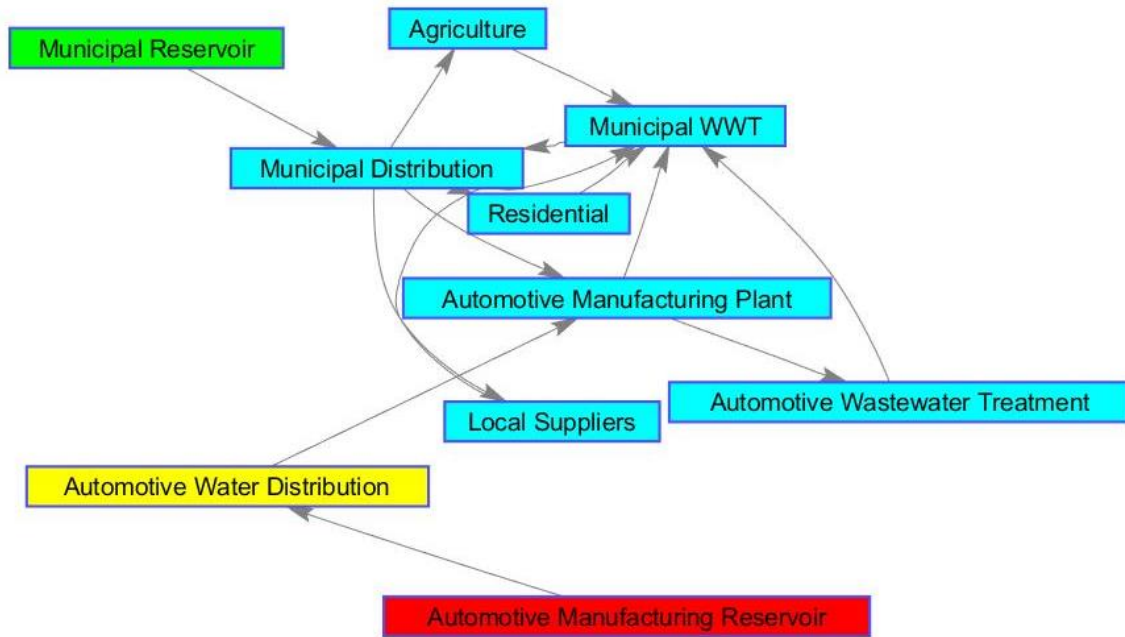 Agriculture
Municipal Reservoir
Municipal WWT
Municipal Distribution
Residential
Automotive Manufacturing Plant
Automotive Wastewater Treatment
Local Suppliers
Automotive Water Distribution
Automotive Manufacturing Reservoir